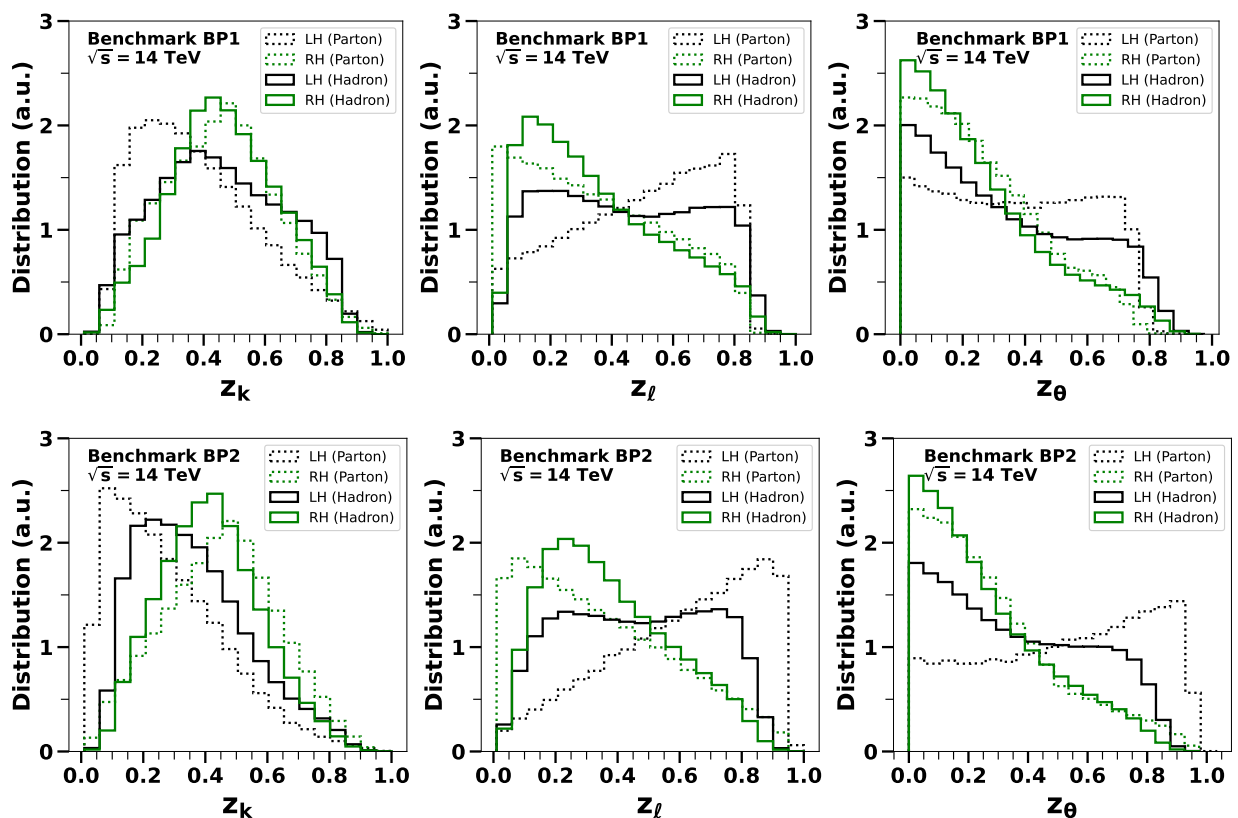 Benchmark BP1
√s = 14 TeV
LH (Parton)
RH (Parton)
LH (Hadron)
RH (Hadron)
Distribution (a.u.)
3
2
1
0
0.0 0.2 0.4 0.6 0.8 1.0
z_k
Benchmark BP1
√s = 14 TeV
LH (Parton)
RH (Parton)
LH (Hadron)
RH (Hadron)
Distribution (a.u.)
3
2
1
0
0.0 0.2 0.4 0.6 0.8 1.0
z_ℓ
Benchmark BP1
√s = 14 TeV
LH (Parton)
RH (Parton)
LH (Hadron)
RH (Hadron)
Distribution (a.u.)
3
2
1
0
0.0 0.2 0.4 0.6 0.8 1.0
z_θ
Benchmark BP2
√s = 14 TeV
LH (Parton)
RH (Parton)
LH (Hadron)
RH (Hadron)
Distribution (a.u.)
3
2
1
0
0.0 0.2 0.4 0.6 0.8 1.0
z_k
Benchmark BP2
√s = 14 TeV
LH (Parton)
RH (Parton)
LH (Hadron)
RH (Hadron)
Distribution (a.u.)
3
2
1
0
0.0 0.2 0.4 0.6 0.8 1.0
z_ℓ
Benchmark BP2
√s = 14 TeV
LH (Parton)
RH (Parton)
LH (Hadron)
RH (Hadron)
Distribution (a.u.)
3
2
1
0
0.0 0.2 0.4 0.6 0.8 1.0
z_θ